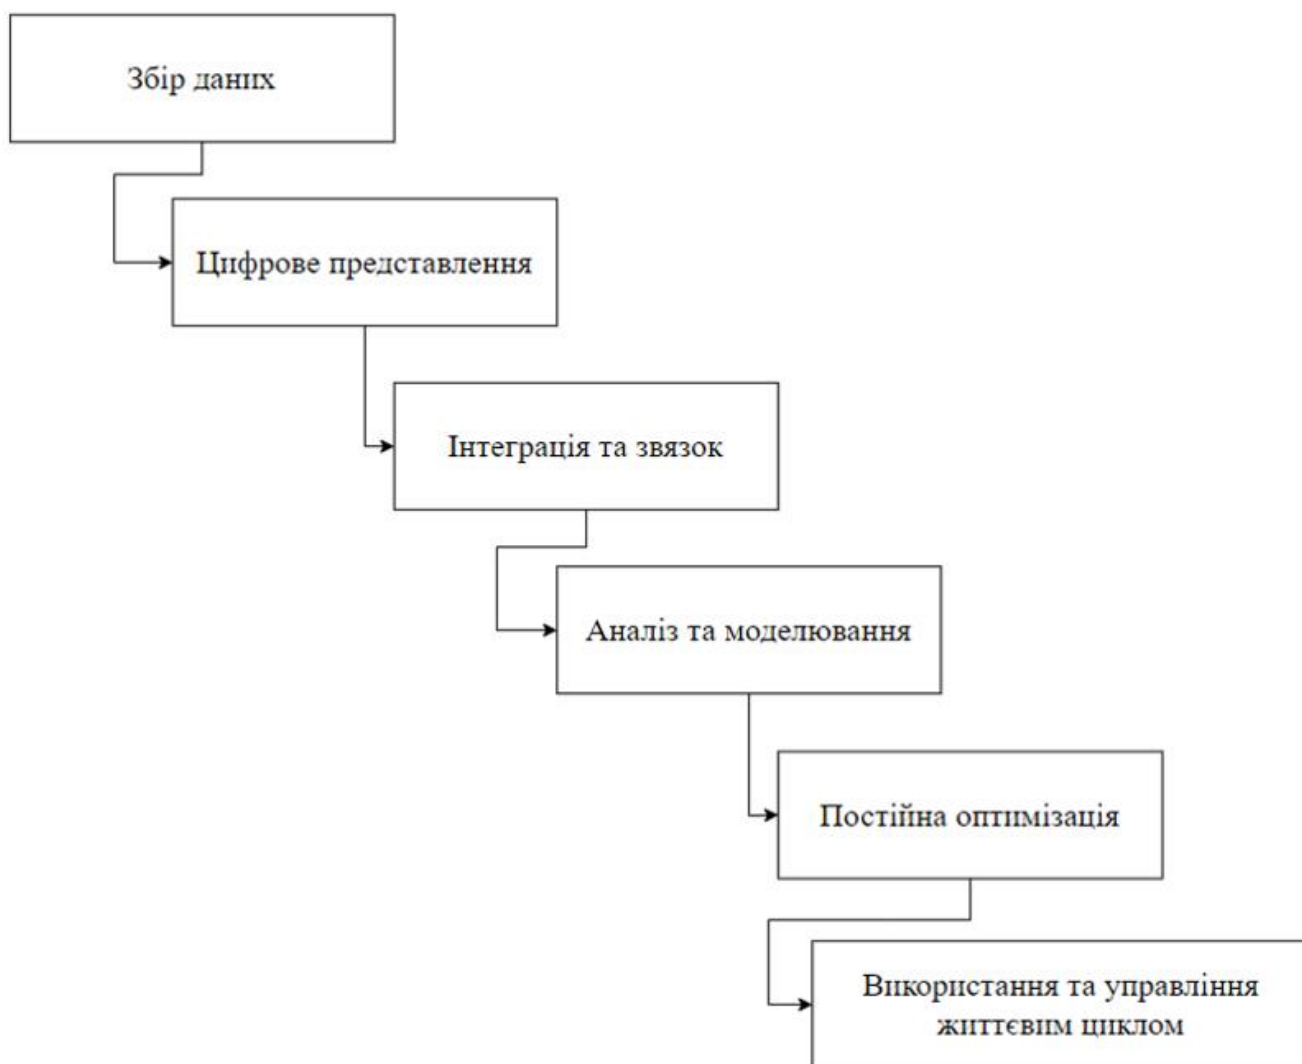 Збір даних
Цифрове представлення
Інтеграція та звязок
Аналіз та моделювання
Постійна оптимізація
Використання та управління
життєвим циклом